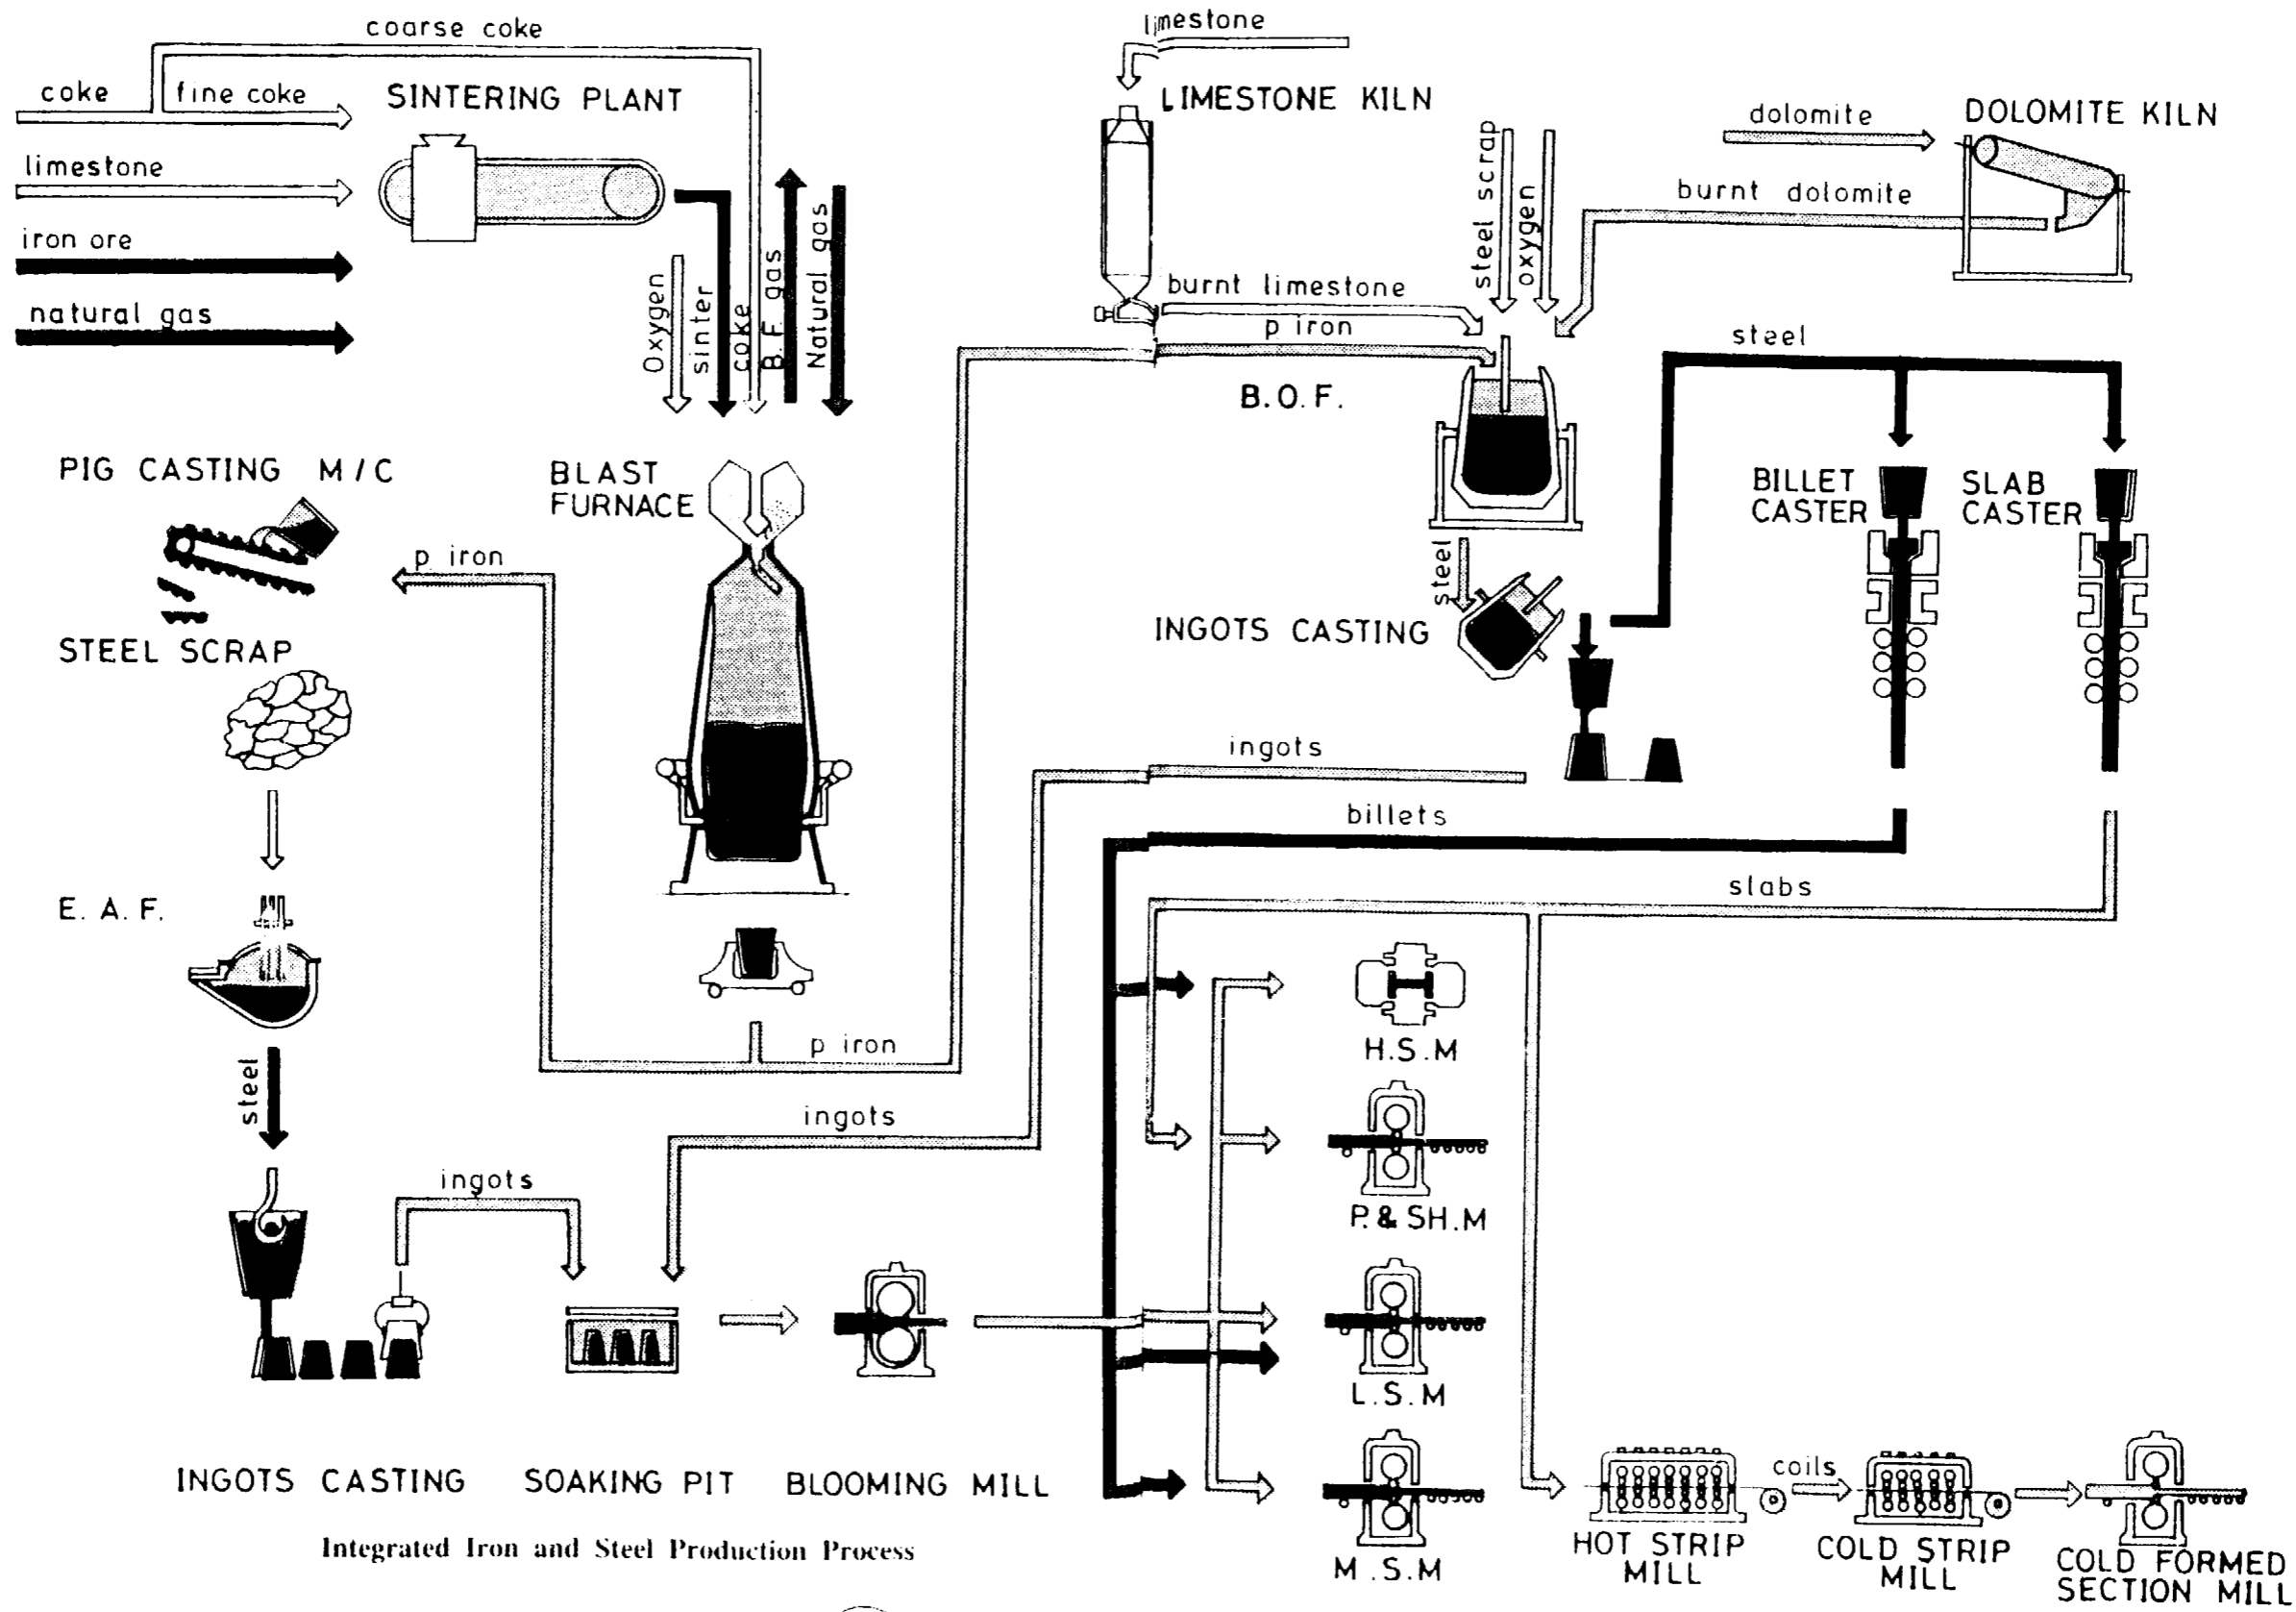 coarse coke
limestone
coke
fine coke
SINTERING PLANT
LIMESTONE KILN
dolomite
DOLOMITE KILN
limestone
steel scrap
oxygen
burnt dolomite
iron ore
natural gas
Oxygen
sinter
coke
B.F. gas
Natural gas
burnt limestone
p iron
steel
B.O.F.
PIG CASTING M/C
BLAST
FURNACE
BILLET
CASTER
SLAB
CASTER
p iron
steel
INGOTS CASTING
STEEL SCRAP
ingots
billets
slabs
E. A. F.
p iron
H.S.M
steel
ingots
ingots
P. & SH.M
L.S.M
coils
INGOTS CASTING
SOAKING PIT
BLOOMING MILL
M.S.M
HOT STRIP
MILL
COLD STRIP
MILL
COLD FORMED
SECTION MILL
Integrated Iron and Steel Production Process